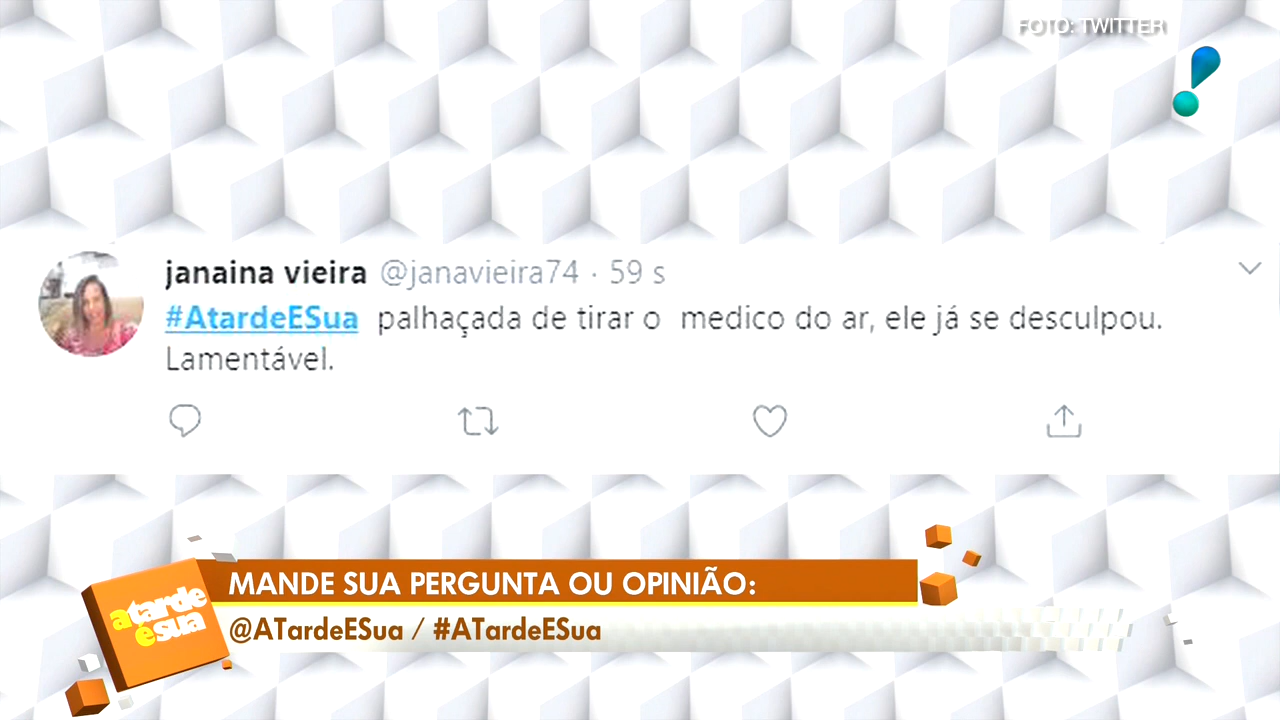 FOTO: TWITTER
janaina vieira @janavieira74 · 59 s
#AtardeESua palhaçada de tirar o medico do ar, ele já se desculpou.
Lamentável.
MANDE SUA PERGUNTA OU OPINIÃO:
@ATardeESua / #ATardeESua
a tarde
é sua